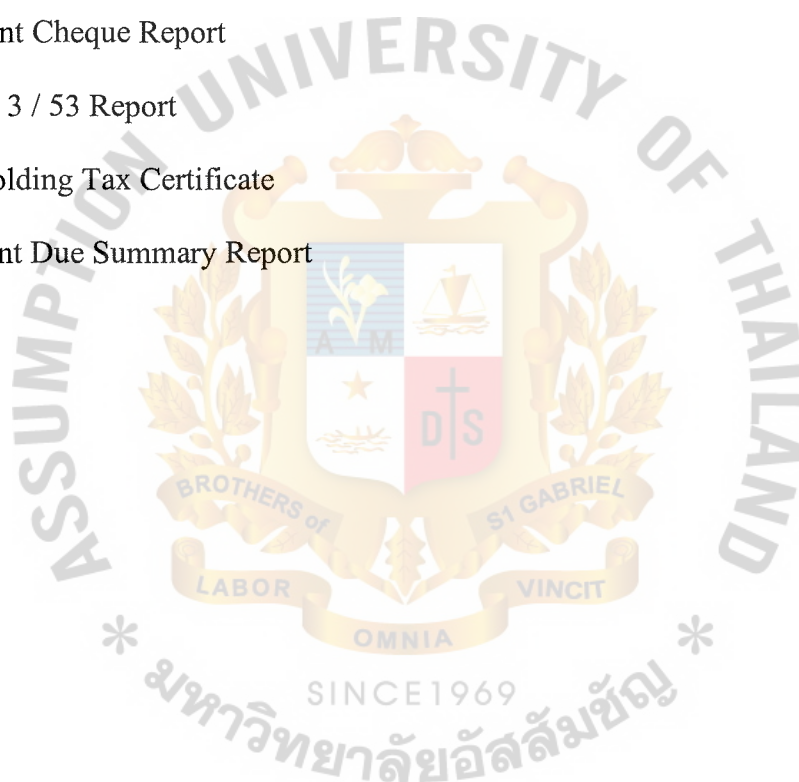 nt Cheque Report
3 / 53 Report
olding Tax Certificate
nt Due Summary Report
ASSUMPTION UNIVERSITY OF THAILAND
A M
D S
BROTHERS of S1 GABRIEL
LABOR
VINCIT
OMNIA
SINCE1969
* มหาวิทยาลัยอัสสัมชัญ *